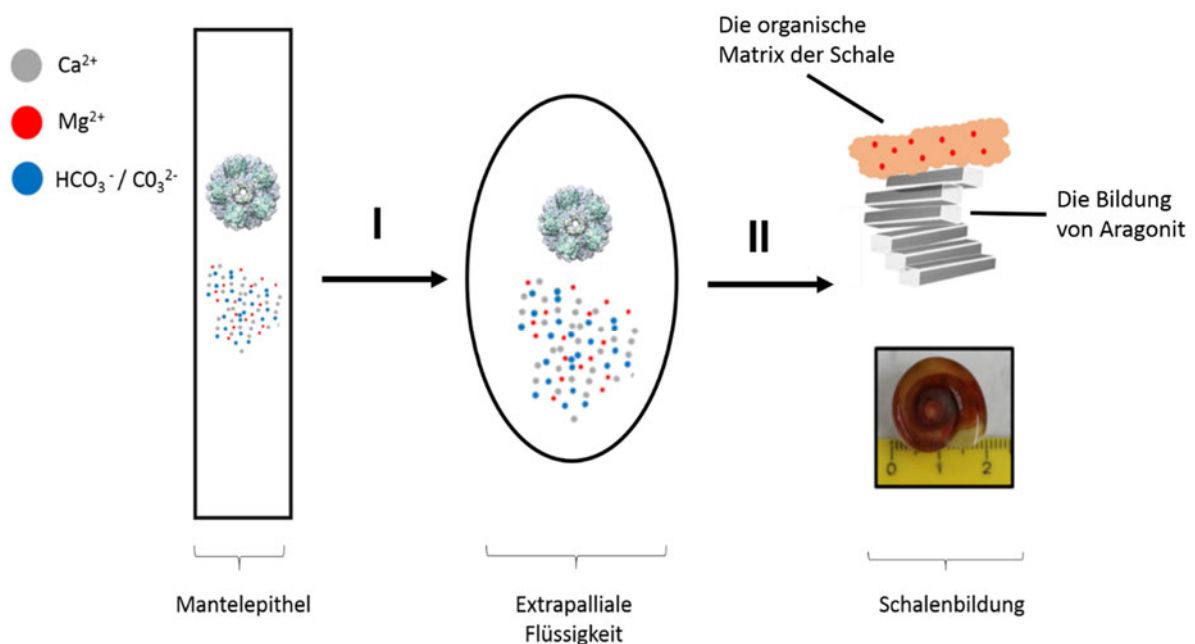 Die organische
Matrix der Schale
Ca²⁺
Mg²⁺
HCO₃⁻ / C0₃²⁻
I
II
Die Bildung
von Aragonit
0 1 2
Mantelepithel
Extrapalliale
Flüssigkeit
Schalenbildung